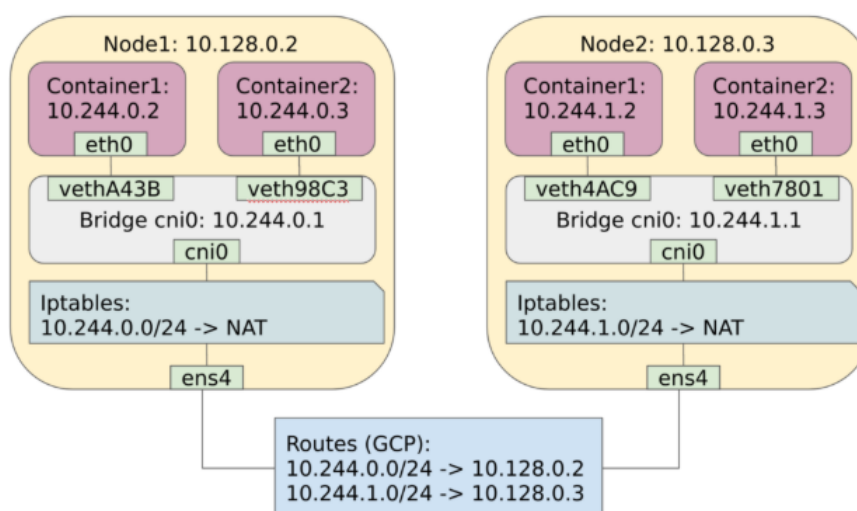 Node1: 10.128.0.2
Container1:
10.244.0.2
eth0
Container2:
10.244.0.3
eth0
vethA43B
veth98C3
Bridge cni0: 10.244.0.1
cni0
Iptables:
10.244.0.0/24 -> NAT
ens4
Node2: 10.128.0.3
Container1:
10.244.1.2
eth0
Container2:
10.244.1.3
eth0
veth4AC9
veth7801
Bridge cni0: 10.244.1.1
cni0
Iptables:
10.244.1.0/24 -> NAT
ens4
Routes (GCP):
10.244.0.0/24 -> 10.128.0.2
10.244.1.0/24 -> 10.128.0.3